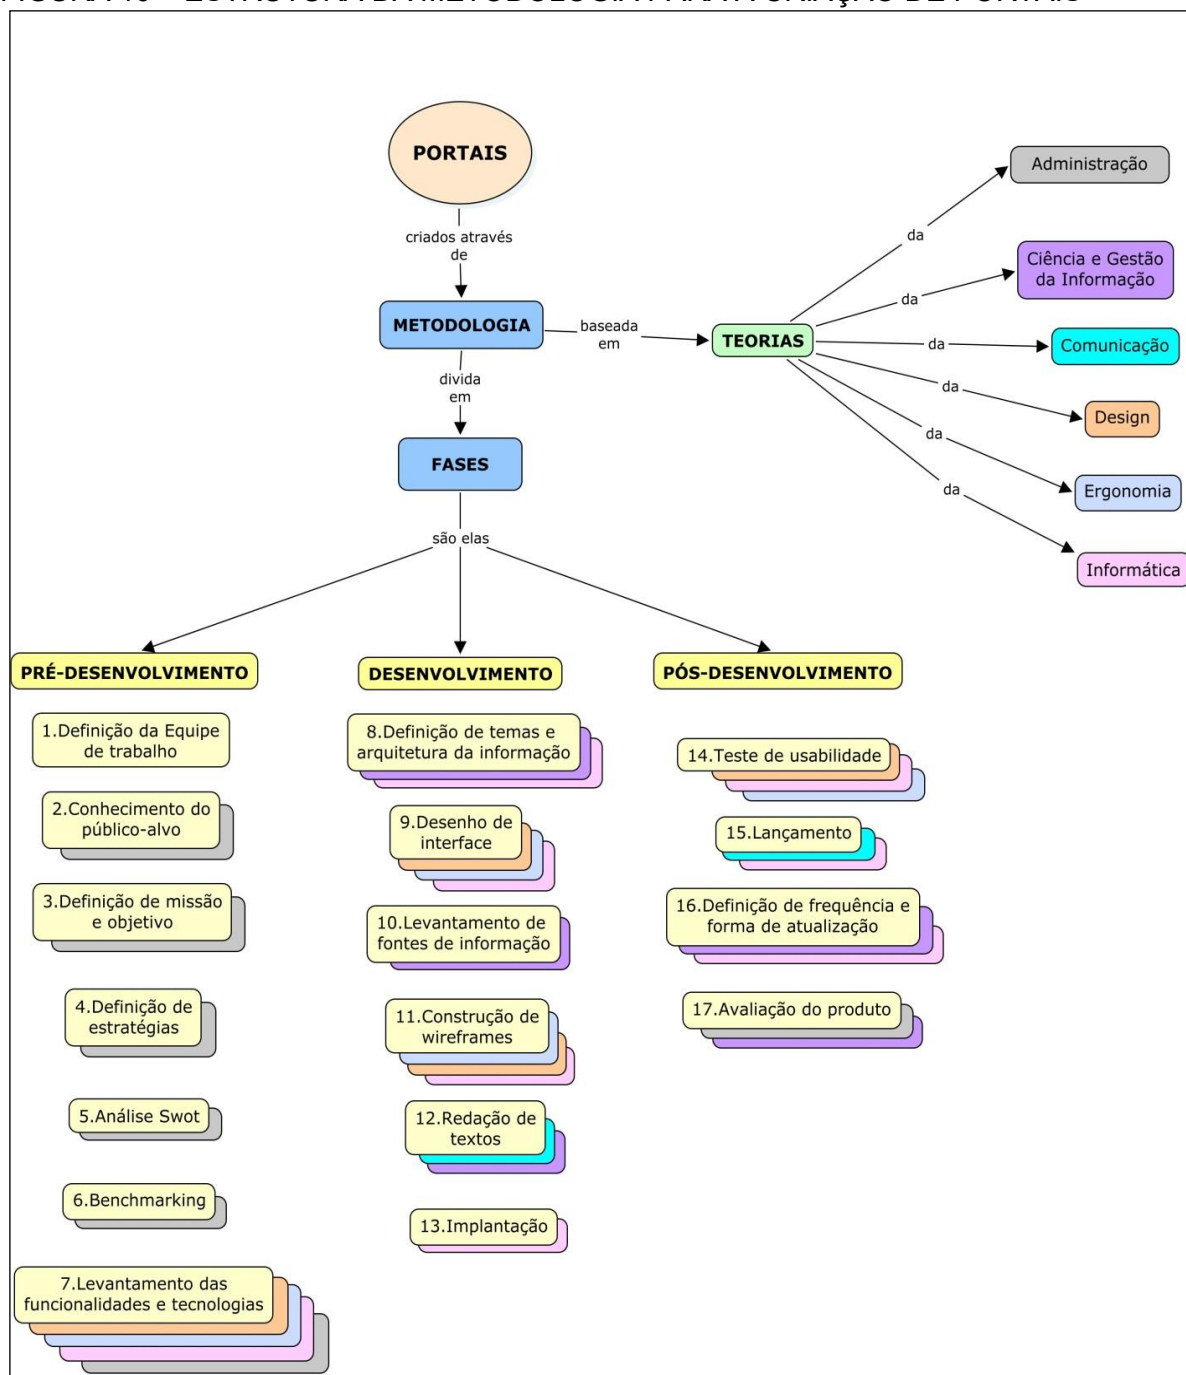 PORTAIS
criados através
de
METODOLOGIA
baseada
em
TEORIAS
da
Administração
da
Ciência e Gestão
da Informação
da
Comunicação
da
Design
da
Ergonomia
da
Informática
divida
em
FASES
são elas
PRÉ-DESENVOLVIMENTO
1.Definição da Equipe
de trabalho
2.Conhecimento do
público-alvo
3.Definição de missão
e objetivo
4.Definição de
estratégias
5.Análise Swot
6.Benchmarking
7.Levantamento das
funcionalidades e tecnologias
DESENVOLVIMENTO
8.Definição de temas e
arquitetura da informação
9.Desenho de
interface
10.Levantamento de
fontes de informação
11.Construção de
wireframes
12.Redação de
textos
13.Implantação
PÓS-DESENVOLVIMENTO
14.Teste de usabilidade
15.Lançamento
16.Definição de frequência e
forma de atualização
17.Avaliação do produto